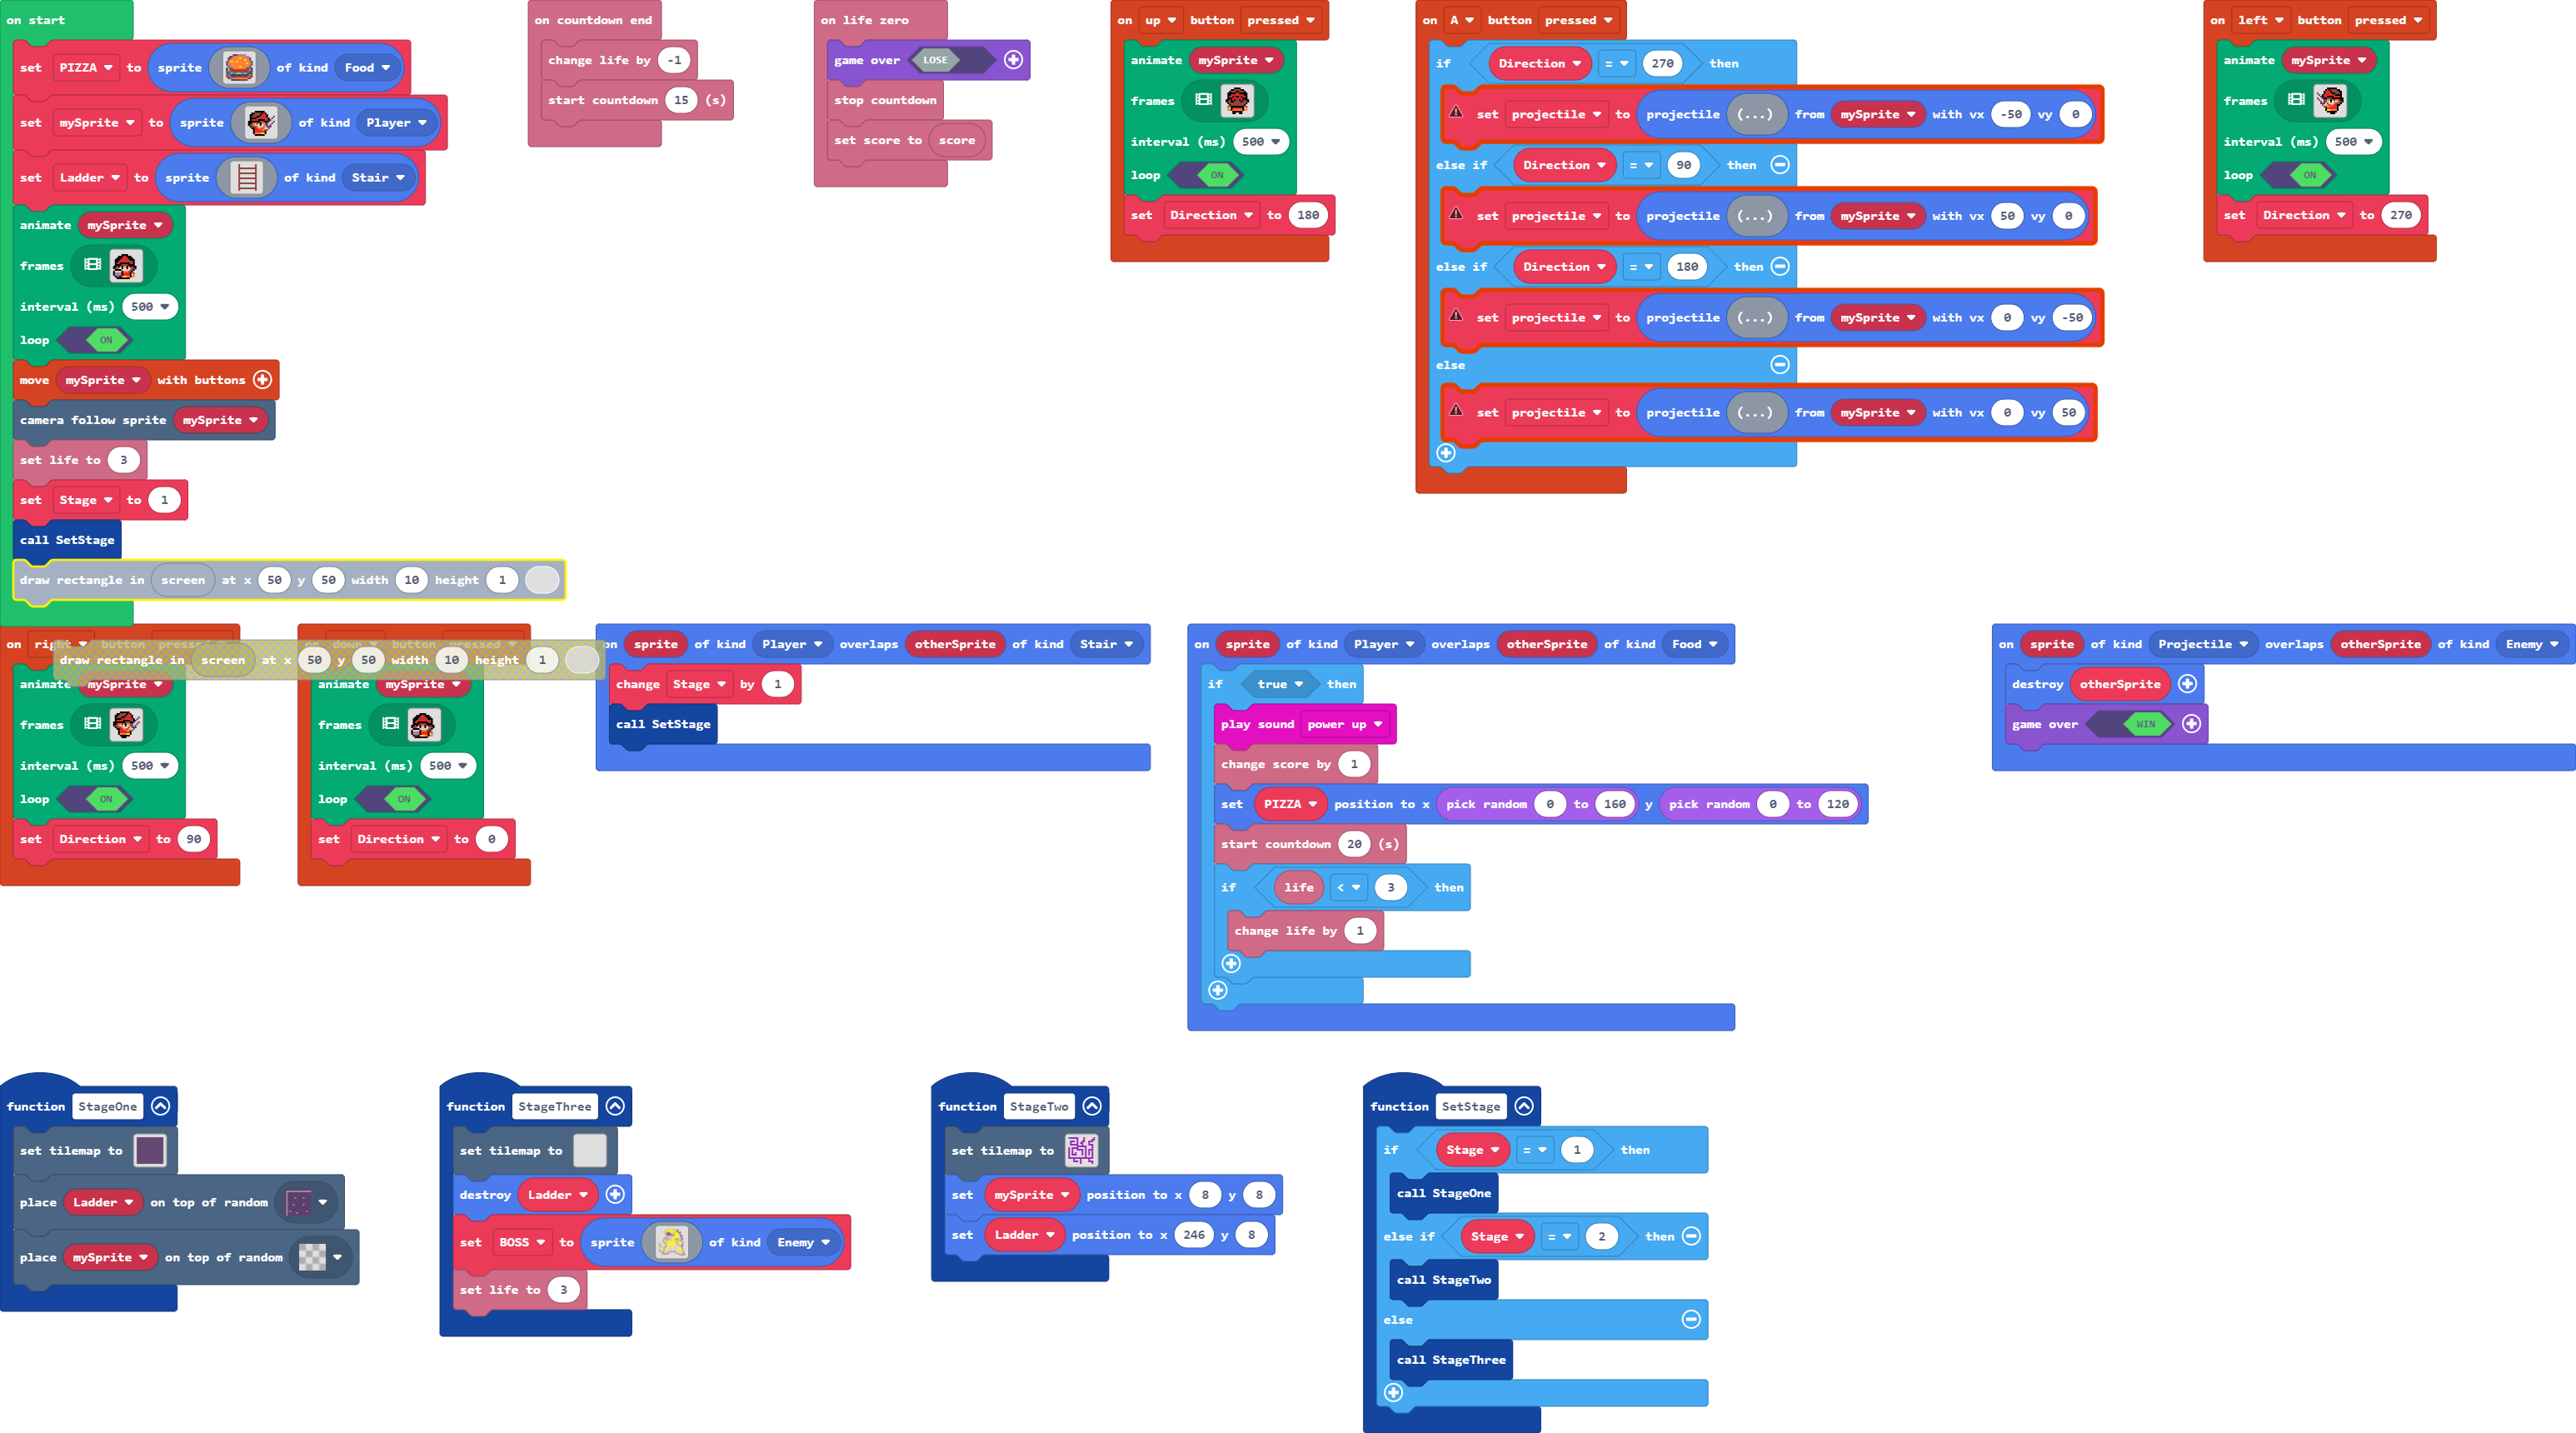 on start
set PIZZA to sprite of kind Food
set mySprite to sprite of kind Player
set Ladder to sprite of kind Stair
animate mySprite
frames
interval (ms) 500
loop ON
move mySprite with buttons
camera follow sprite mySprite
set life to 3
set Stage to 1
call SetStage
draw rectangle in screen at x 50 y 50 width 10 height 1
on countdown end
change life by -1
start countdown 15 (s)
on life zero
game over LOSE
stop countdown
set score to score
on up button pressed
animate mySprite
frames
interval (ms) 500
loop ON
set Direction to 180
on A button pressed
if Direction = 270 then
set projectile to projectile (...) from mySprite with vx -50 vy 0
else if Direction = 90 then
set projectile to projectile (...) from mySprite with vx 50 vy 0
else if Direction = 180 then
set projectile to projectile (...) from mySprite with vx 0 vy -50
else
set projectile to projectile (...) from mySprite with vx 0 vy 50
on left button pressed
animate mySprite
frames
interval (ms) 500
loop ON
set Direction to 270
on right button pressed
draw rectangle in screen at x 50 y 50 width 10 height 1
animate mySprite
frames
interval (ms) 500
loop ON
set Direction to 90
on down button pressed
animate mySprite
frames
interval (ms) 500
loop ON
set Direction to 0
on sprite of kind Player overlaps otherSprite of kind Stair
change Stage by 1
call SetStage
on sprite of kind Player overlaps otherSprite of kind Food
if true then
play sound power up
change score by 1
set PIZZA position to x pick random 0 to 160 y pick random 0 to 120
start countdown 20 (s)
if life < 3 then
change life by 1
on sprite of kind Projectile overlaps otherSprite of kind Enemy
destroy otherSprite
game over WIN
function StageOne
set tilemap to
place Ladder on top of random
place mySprite on top of random
function StageThree
set tilemap to
destroy Ladder
set BOSS to sprite of kind Enemy
set life to 3
function StageTwo
set tilemap to
set mySprite position to x 8 y 8
set Ladder position to x 246 y 8
function SetStage
if Stage = 1 then
call StageOne
else if Stage = 2 then
call StageTwo
else
call StageThree